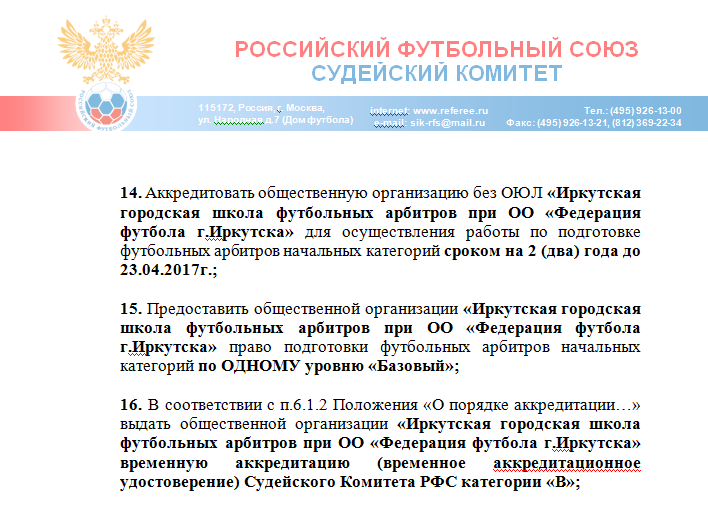 РОССИЙСКИЙ ФУТБОЛЬНЫЙ СОЮЗ
СУДЕЙСКИЙ КОМИТЕТ
115172, Россия, г. Москва,
ул. Народная д.7 (Дом футбола)
internet: www.referee.ru
e-mail: sik-rfs@mail.ru
Тел.: (495) 926-13-00
Факс: (495) 926-13-21, (812) 369-22-34
14. Аккредитовать общественную организацию без ОЮЛ «Иркутская
городская школа футбольных арбитров при ОО «Федерация
футбола г.Иркутска» для осуществления работы по подготовке
футбольных арбитров начальных категорий сроком на 2 (два) года до
23.04.2017г.;
15. Предоставить общественной организации «Иркутская городская
школа футбольных арбитров при ОО «Федерация футбола
г.Иркутска» право подготовки футбольных арбитров начальных
категорий по ОДНОМУ уровню «Базовый»;
16. В соответствии с п.6.1.2 Положения «О порядке аккредитации…»
выдать общественной организации «Иркутская городская школа
футбольных арбитров при ОО «Федерация футбола г.Иркутска»
временную аккредитацию (временное аккредитационное
удостоверение) Судейского Комитета РФС категории «В»;